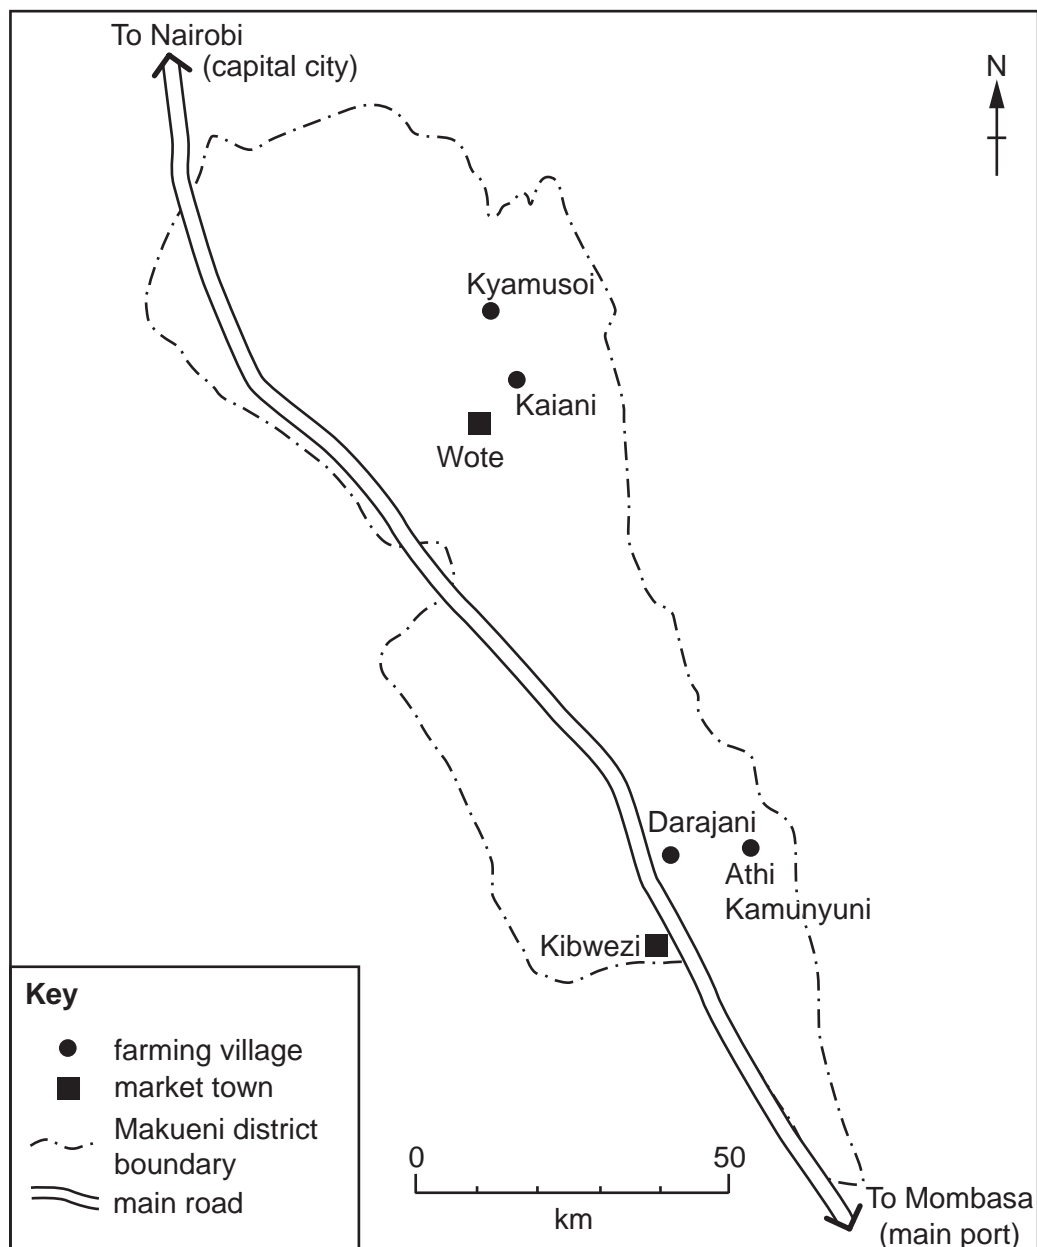 To Nairobi
(capital city)
N
Kyamusoi
Kaiani
Wote
Darajani
Athi
Kamunyuni
Kibwezi
Key
farming village
market town
Makueni district
boundary
main road
0 50
km
To Mombasa
(main port)